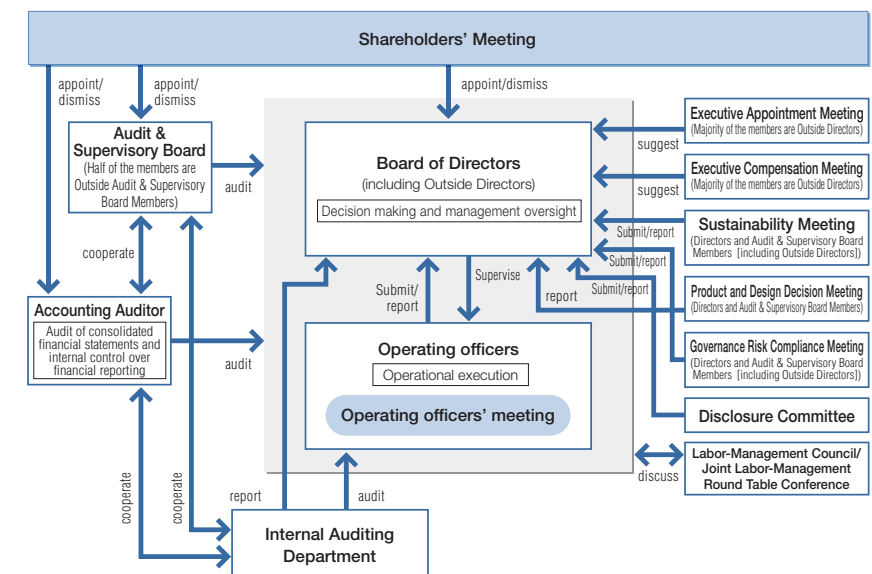 Shareholders' Meeting
appoint/
dismiss
appoint/
dismiss
appoint/dismiss
Audit &
Supervisory Board
(Half of the members are
Outside Audit & Supervisory
Board Members)
audit
Board of Directors
(including Outside Directors)
Decision making and management oversight
Executive Appointment Meeting
(Majority of the members are Outside Directors)
suggest
Executive Compensation Meeting
(Majority of the members are Outside Directors)
suggest
Sustainability Meeting
(Directors and Audit & Supervisory Board
Members [including Outside Directors])
Submit/report
cooperate
Submit/report
Product and Design Decision Meeting
(Directors and Audit & Supervisory Board Members)
Submit/
report
Supervise
report
Submit/report
Accounting Auditor
Audit of consolidated
financial statements and
internal control over
financial reporting
audit
Operating officers
Operational execution
Operating officers' meeting
Governance Risk Compliance Meeting
(Directors and Audit & Supervisory Board
Members [including Outside Directors])
Disclosure Committee
Labor-Management Council/
Joint Labor-Management
Round Table Conference
discuss
cooperate
cooperate
report
audit
Internal Auditing
Department